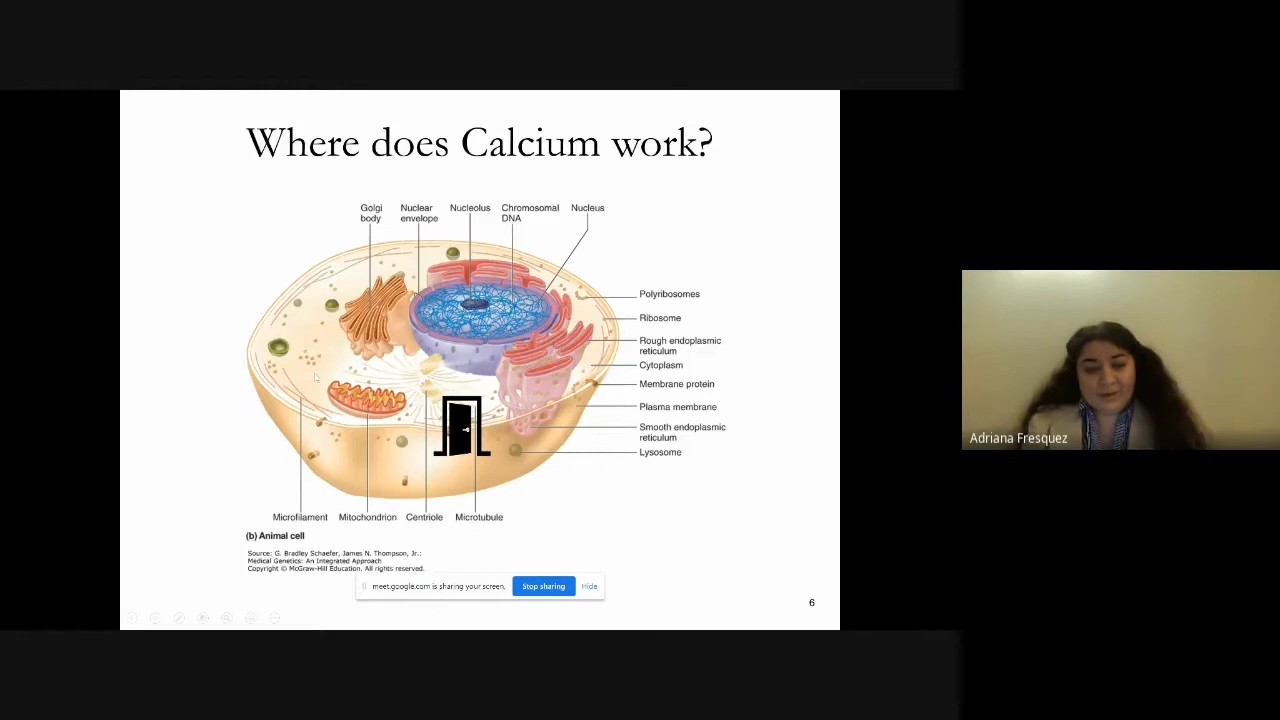 Where does Calcium work?
Golgi
body
Nuclear
envelope
Nucleolus
Chromosomal
DNA
Nucleus
Polyribosomes
Ribosome
Rough endoplasmic
reticulum
Cytoplasm
Membrane protein
Plasma membrane
Smooth endoplasmic
reticulum
Lysosome
Microfilament
Mitochondrion
Centriole
Microtubule
(b) Animal cell
Source: G. Bradley Schaefer, James N. Thompson, Jr.:
Medical Genetics: An Integrated Approach
Copyright © McGraw-Hill Education. All rights reserved.
meet.google.com is sharing your screen.
Stop sharing
Hide
6
Adriana Fresquez